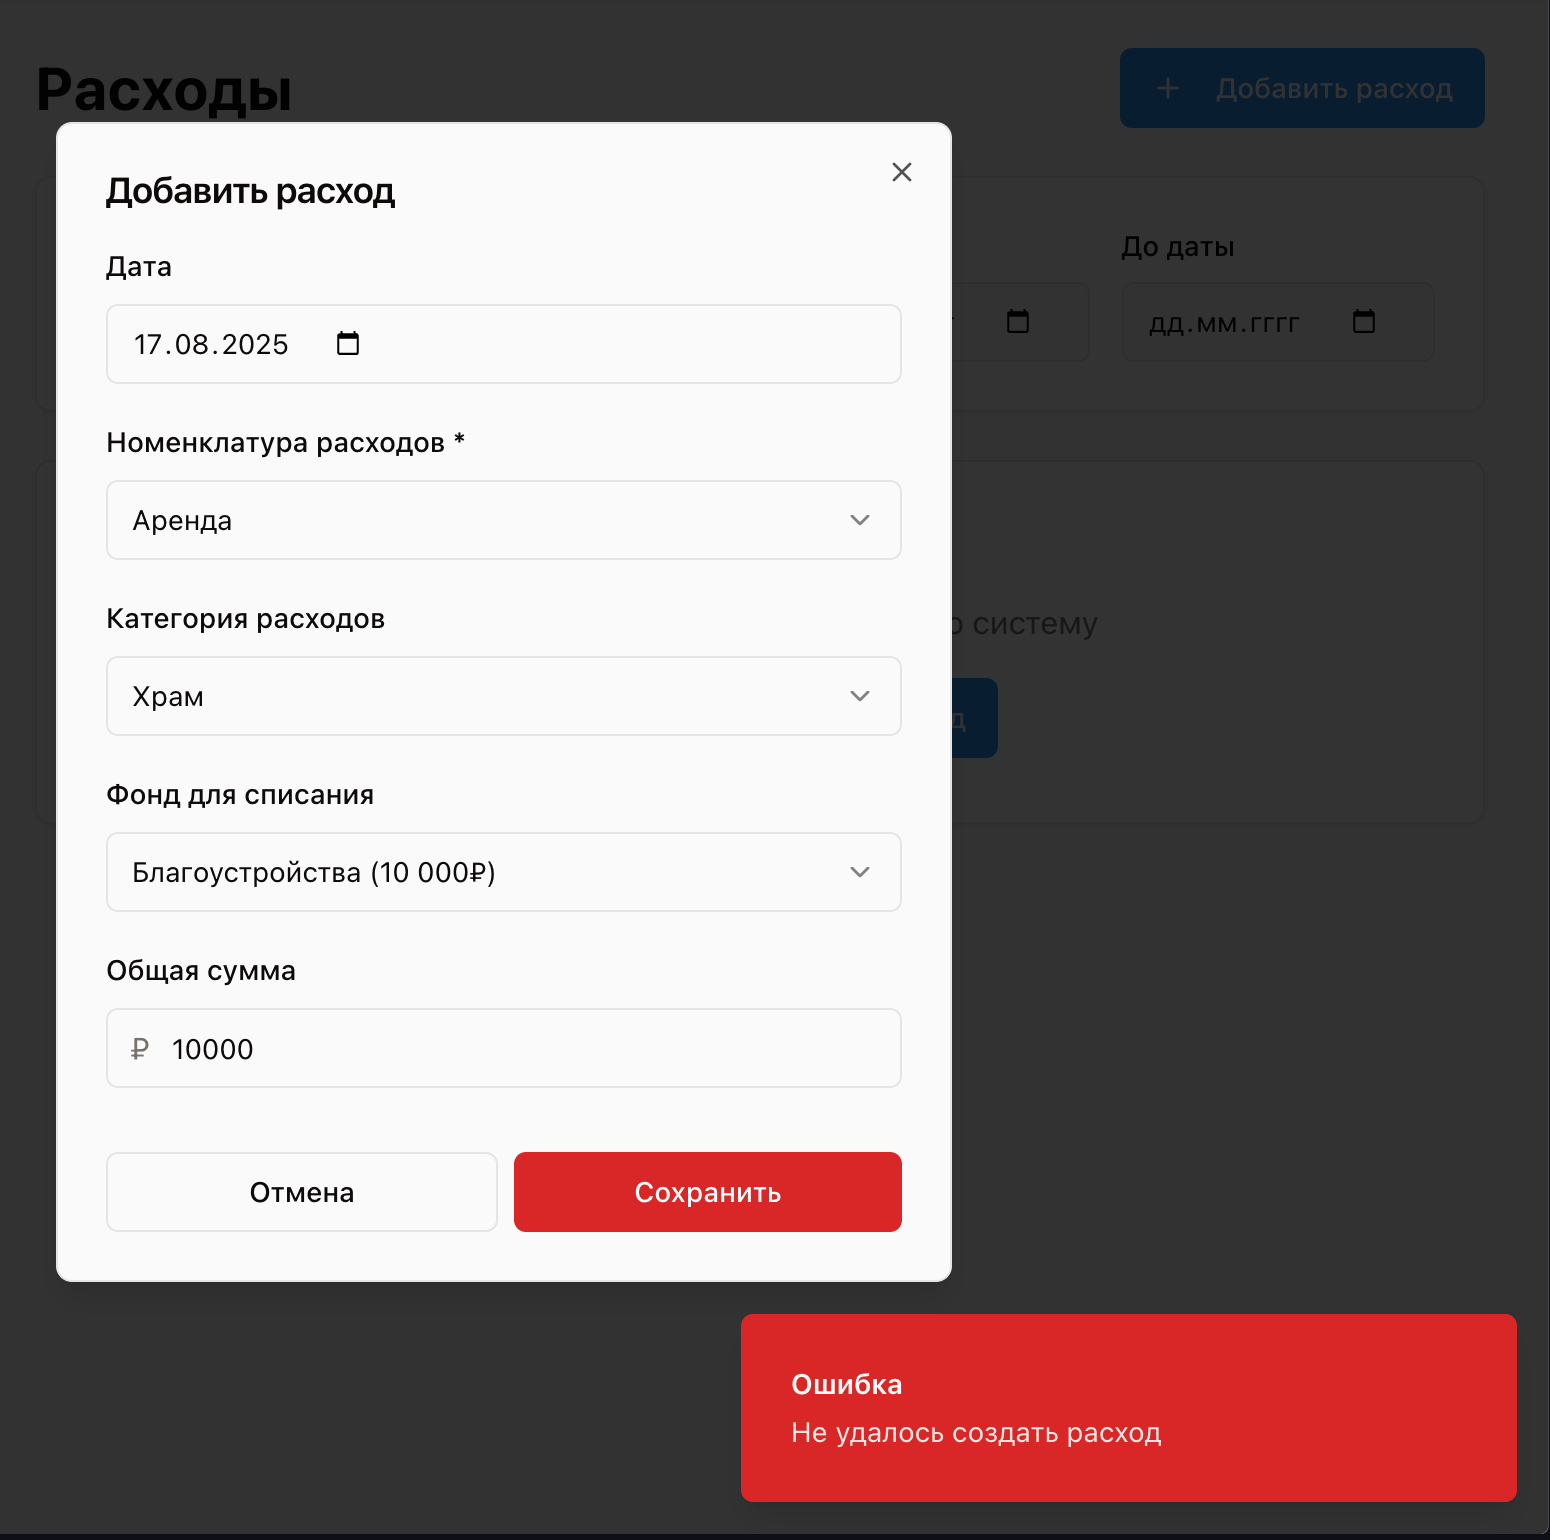 Расходы
Добавить расход
До даты
дд.мм.гггг
Добавить расход
Дата
17.08.2025
Номенклатура расходов *
Аренда
Категория расходов
Храм
Фонд для списания
Благоустройства (10 000₽)
Общая сумма
₽ 10000
Отмена
Сохранить
систему
Ошибка
Не удалось создать расход